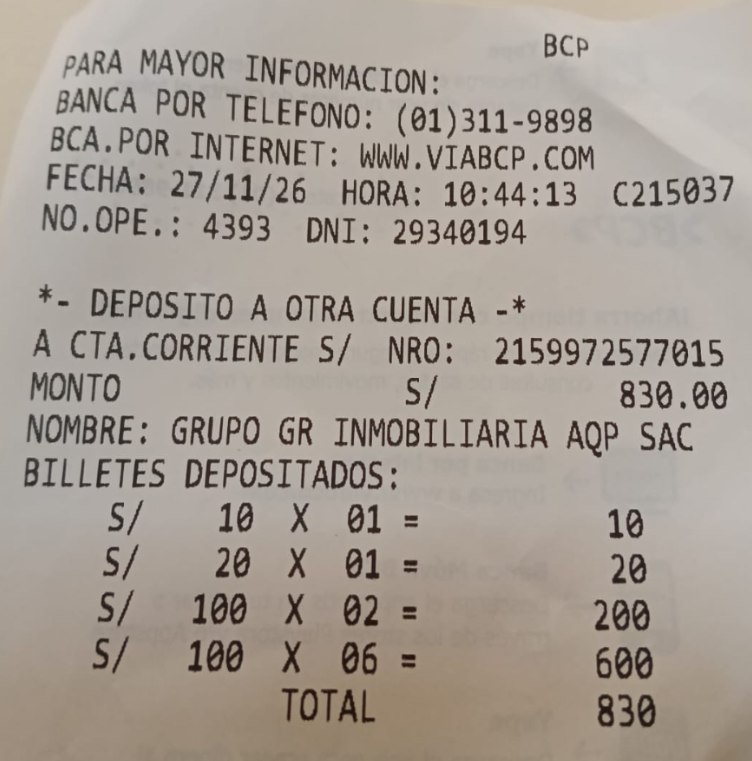 BCP
PARA MAYOR INFORMACION:
BANCA POR TELEFONO: (01)311-9898
BCA.POR INTERNET: WWW.VIABCP.COM
FECHA: 27/11/26 HORA: 10:44:13 C215037
NO.OPE.: 4393 DNI: 29340194
*- DEPOSITO A OTRA CUENTA -*
A CTA.CORRIENTE S/ NRO: 2159972577015
MONTO S/ 830.00
NOMBRE: GRUPO GR INMOBILIARIA AQP SAC
BILLETES DEPOSITADOS:
S/ 10 X 01 = 10
S/ 20 X 01 = 20
S/ 100 X 02 = 200
S/ 100 X 06 = 600
TOTAL 830